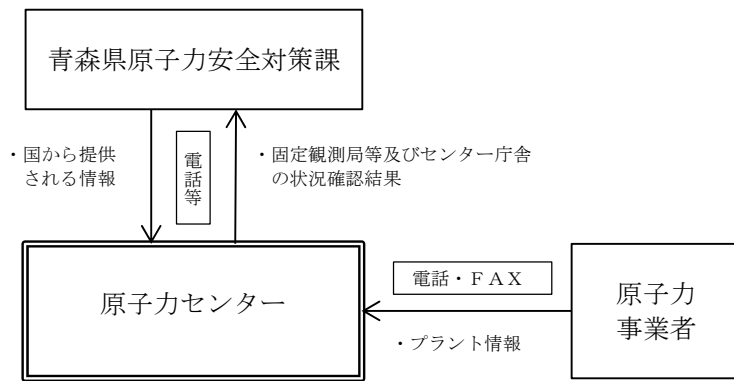 青森県原子力安全対策課
・国から提供
される情報
電話等
・固定観測局等及びセンター庁舎
の状況確認結果
原子力センター
電話・ＦＡＸ
・プラント情報
原子力
事業者